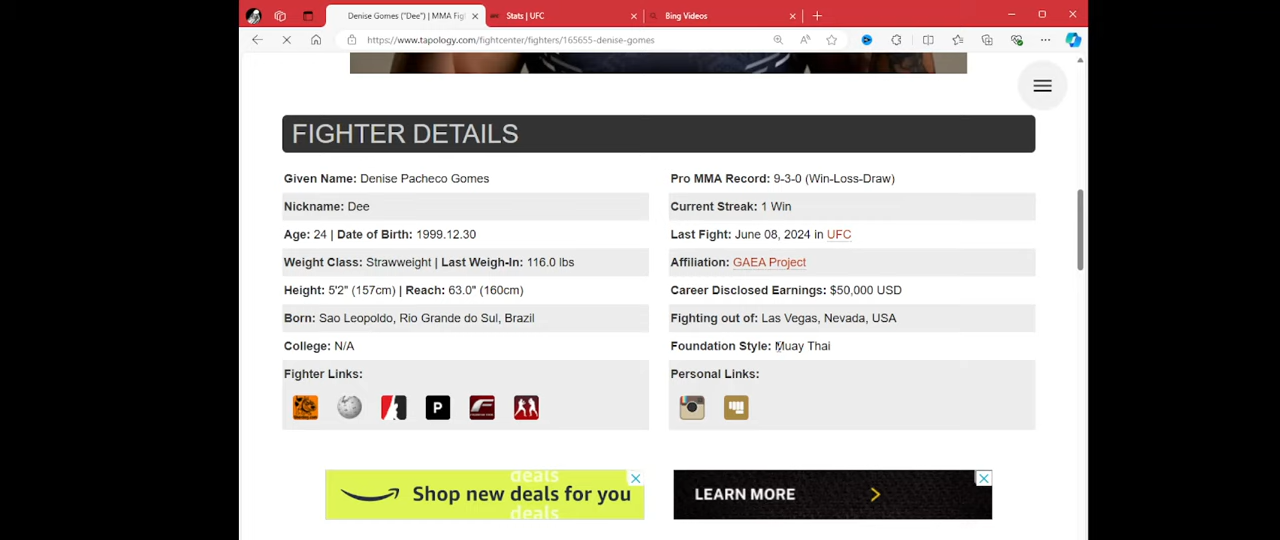 Denise Gomes ("Dee") | MMA Figh
Stats | UFC
Bing Videos
https://www.tapology.com/fightcenter/fighters/165655-denise-gomes
FIGHTER DETAILS
Given Name: Denise Pacheco Gomes
Nickname: Dee
Age: 24 | Date of Birth: 1999.12.30
Weight Class: Strawweight | Last Weigh-In: 116.0 lbs
Height: 5'2" (157cm) | Reach: 63.0" (160cm)
Born: Sao Leopoldo, Rio Grande do Sul, Brazil
College: N/A
Fighter Links:
P
Pro MMA Record: 9-3-0 (Win-Loss-Draw)
Current Streak: 1 Win
Last Fight: June 08, 2024 in UFC
Affiliation: GAEA Project
Career Disclosed Earnings: $50,000 USD
Fighting out of: Las Vegas, Nevada, USA
Foundation Style: Muay Thai
Personal Links:
deals
Shop new deals for you
deals
LEARN MORE